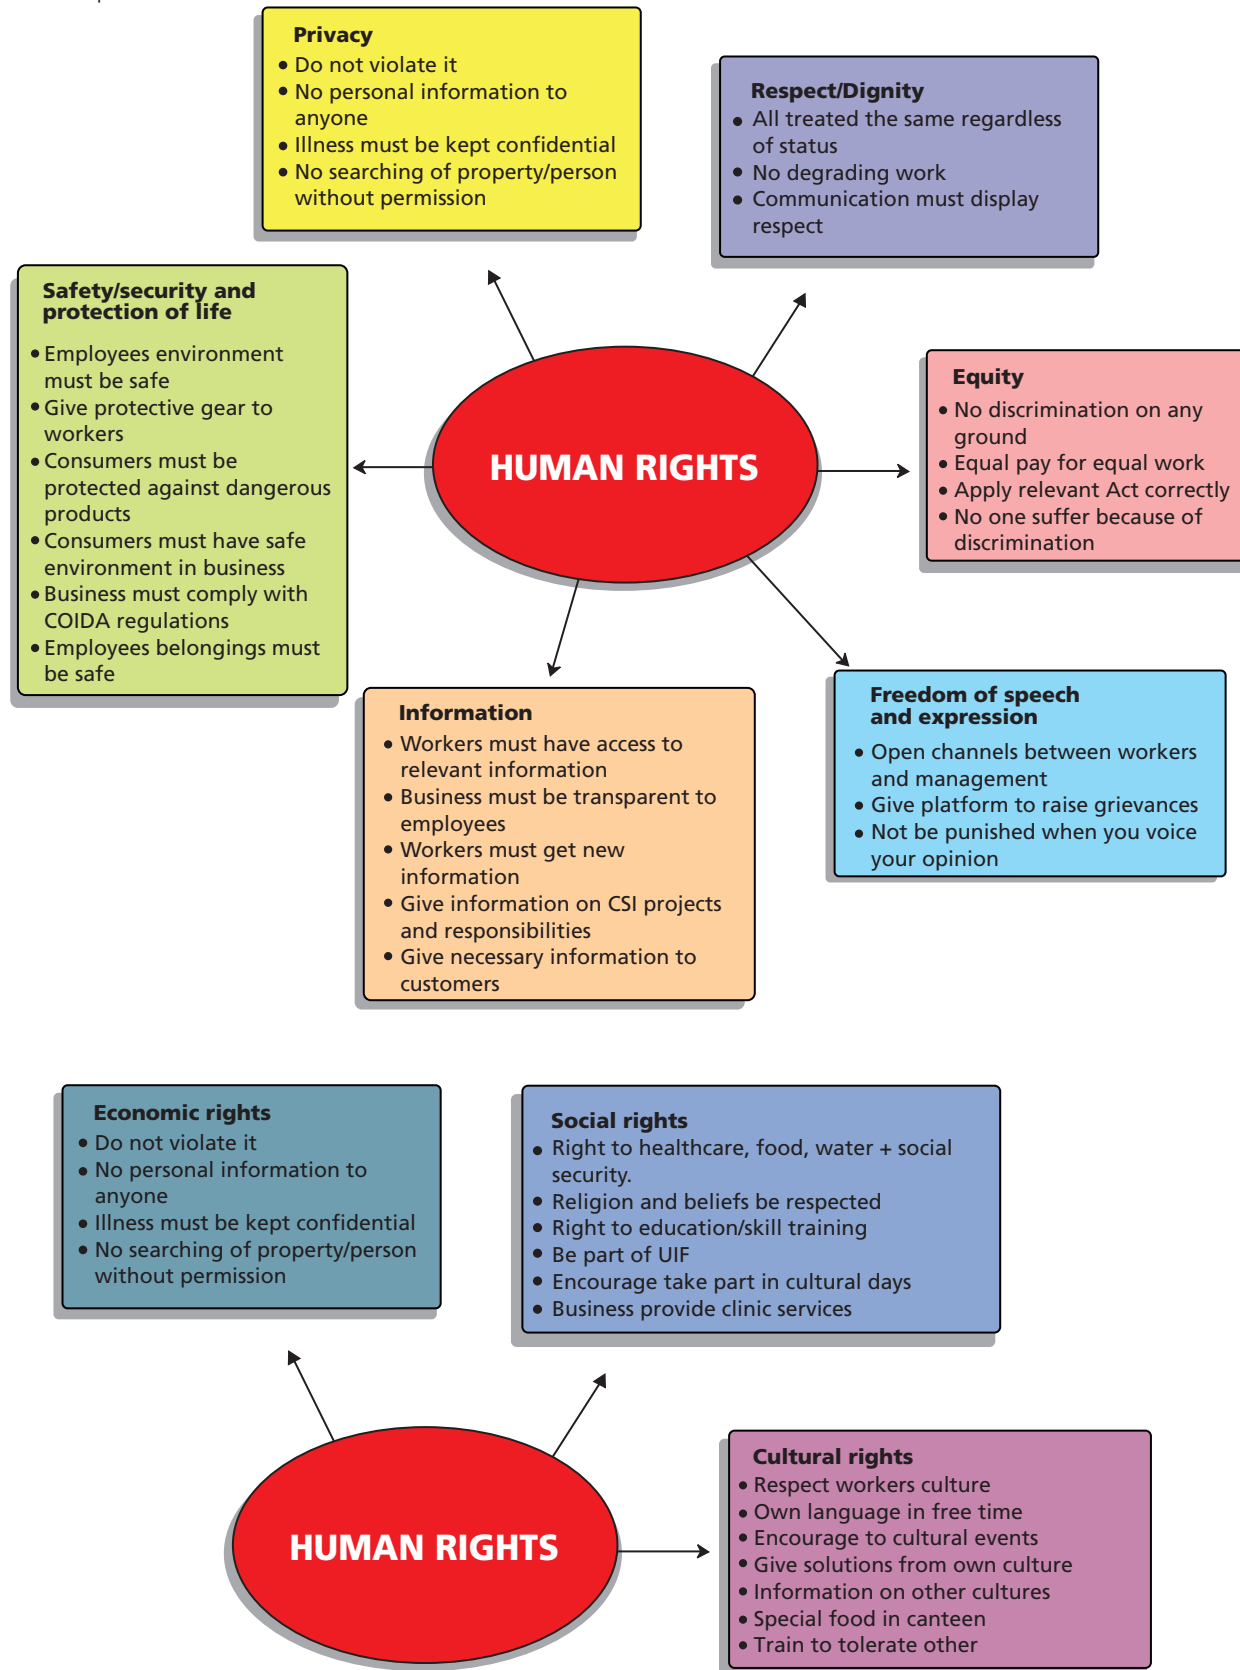 Privacy
• Do not violate it
• No personal information to
anyone
• Illness must be kept confidential
• No searching of property/person
without permission
Respect/Dignity
• All treated the same regardless
of status
• No degrading work
• Communication must display
respect
Safety/security and
protection of life
• Employees environment
must be safe
• Give protective gear to
workers
• Consumers must be
protected against dangerous
products
• Consumers must have safe
environment in business
• Business must comply with
COIDA regulations
• Employees belongings must
be safe
HUMAN RIGHTS
Equity
• No discrimination on any
ground
• Equal pay for equal work
• Apply relevant Act correctly
• No one suffer because of
discrimination
Information
• Workers must have access to
relevant information
• Business must be transparent to
employees
• Workers must get new
information
• Give information on CSI projects
and responsibilities
• Give necessary information to
customers
Freedom of speech
and expression
• Open channels between workers
and management
• Give platform to raise grievances
• Not be punished when you voice
your opinion
Economic rights
• Do not violate it
• No personal information to
anyone
• Illness must be kept confidential
• No searching of property/person
without permission
Social rights
• Right to healthcare, food, water + social
security.
• Religion and beliefs be respected
• Right to education/skill training
• Be part of UIF
• Encourage take part in cultural days
• Business provide clinic services
HUMAN RIGHTS
Cultural rights
• Respect workers culture
• Own language in free time
• Encourage to cultural events
• Give solutions from own culture
• Information on other cultures
• Special food in canteen
• Train to tolerate other